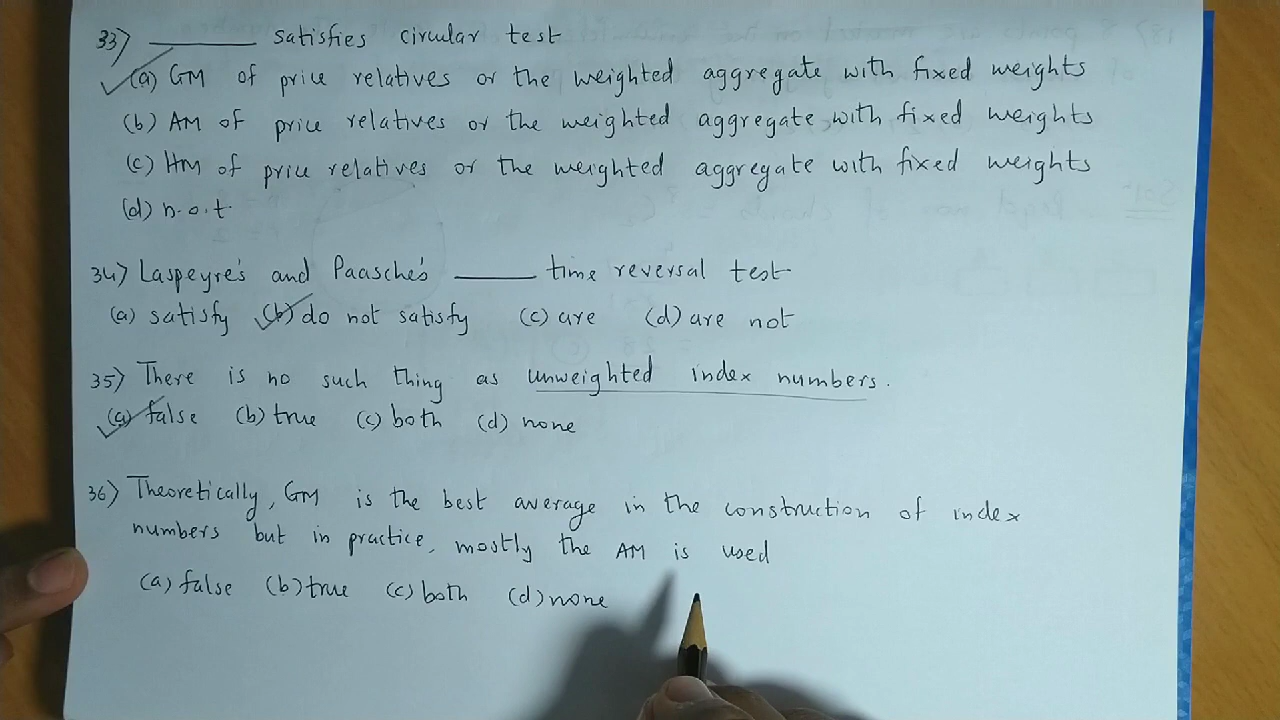 33) ______ satisfies circular test
(a) GM of price relatives or the weighted aggregate with fixed weights
(b) AM of price relatives or the weighted aggregate with fixed weights
(c) HM of price relatives or the weighted aggregate with fixed weights
(d) n.o.t
34) Laspeyre's and Paasche's ______ time reversal test
(a) satisfy (b) do not satisfy (c) are (d) are not
35) There is no such thing as unweighted index numbers.
(a) false (b) true (c) both (d) none
36) Theoretically, GM is the best average in the construction of index
numbers but in practice, mostly the AM is used
(a) false (b) true (c) both (d) none